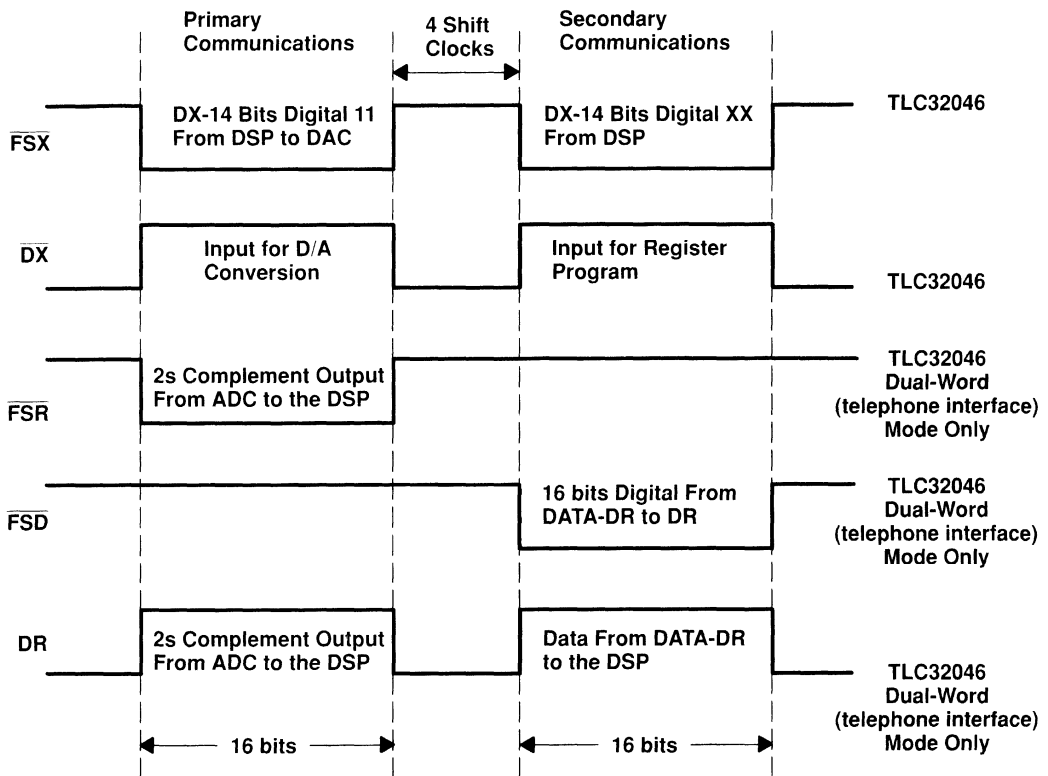 Primary
Communications
4 Shift
Clocks
Secondary
Communications
FSX
DX-14 Bits Digital 11
From DSP to DAC
DX-14 Bits Digital XX
From DSP
TLC32046
DX
Input for D/A
Conversion
Input for Register
Program
TLC32046
FSR
2s Complement Output
From ADC to the DSP
TLC32046
Dual-Word
(telephone interface)
Mode Only
FSD
16 bits Digital From
DATA-DR to DR
TLC32046
Dual-Word
(telephone interface)
Mode Only
DR
2s Complement Output
From ADC to the DSP
Data From DATA-DR
to the DSP
TLC32046
Dual-Word
(telephone interface)
Mode Only
16 bits
16 bits